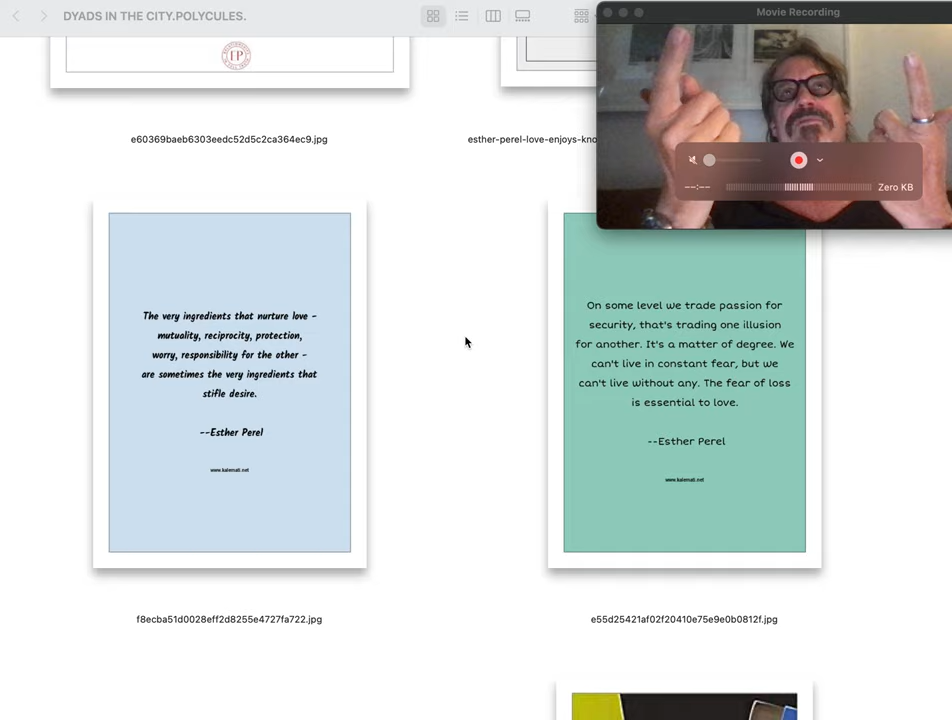 DYADS IN THE CITY.POLYCULES.
Movie Recording
--:--
Zero KB
EP
e60369baeb6303eedc52d5c2ca364ec9.jpg
esther-perel-love-enjoys-kno
The very ingredients that nurture love –
mutuality, reciprocity, protection,
worry, responsibility for the other –
are sometimes the very ingredients that
stifle desire.
--Esther Perel
www.kalemati.net
On some level we trade passion for
security, that's trading one illusion
for another. It's a matter of degree. We
can't live in constant fear, but we
can't live without any. The fear of loss
is essential to love.
--Esther Perel
www.kalemati.net
f8ecba51d0028eff2d8255e4727fa722.jpg
e55d25421af02f20410e75e9e0b0812f.jpg